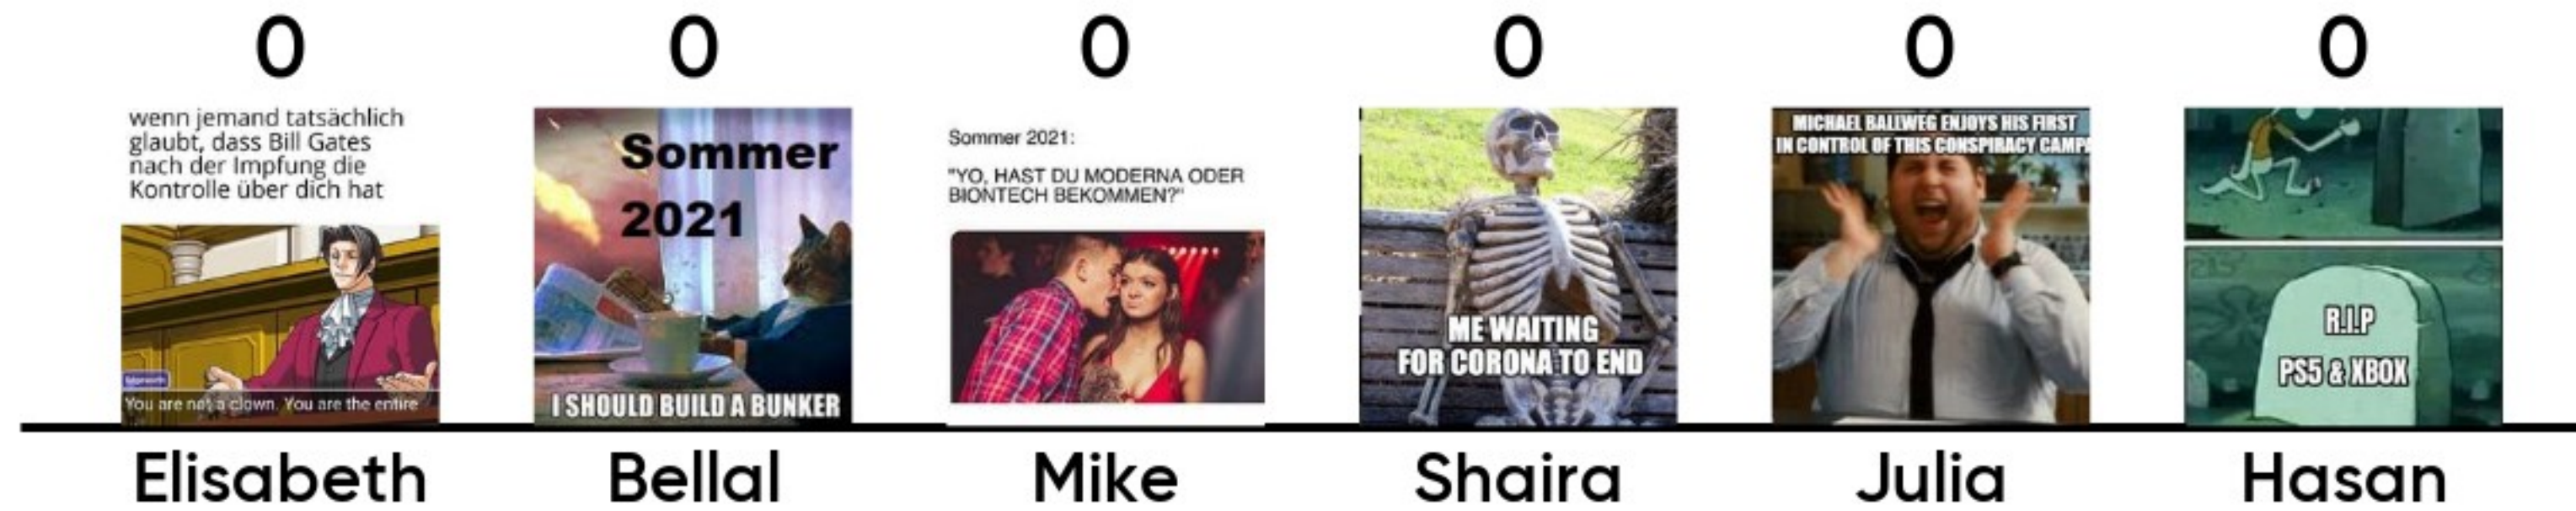 0
0
0
0
0
0
wenn jemand tatsächlich
glaubt, dass Bill Gates
nach der Impfung die
Kontrolle über dich hat
Edgeworth
You are not a clown. You are the entire
Sommer
2021
I SHOULD BUILD A BUNKER
Sommer 2021:
"YO, HAST DU MODERNA ODER
BIONTECH BEKOMMEN?"
ME WAITING
FOR CORONA TO END
MICHAEL BALLWEG ENJOYS HIS FIRST
IN CONTROL OF THIS CONSPIRACY CAMPA
R.I.P
PS5 & XBOX
Elisabeth
Bellal
Mike
Shaira
Julia
Hasan